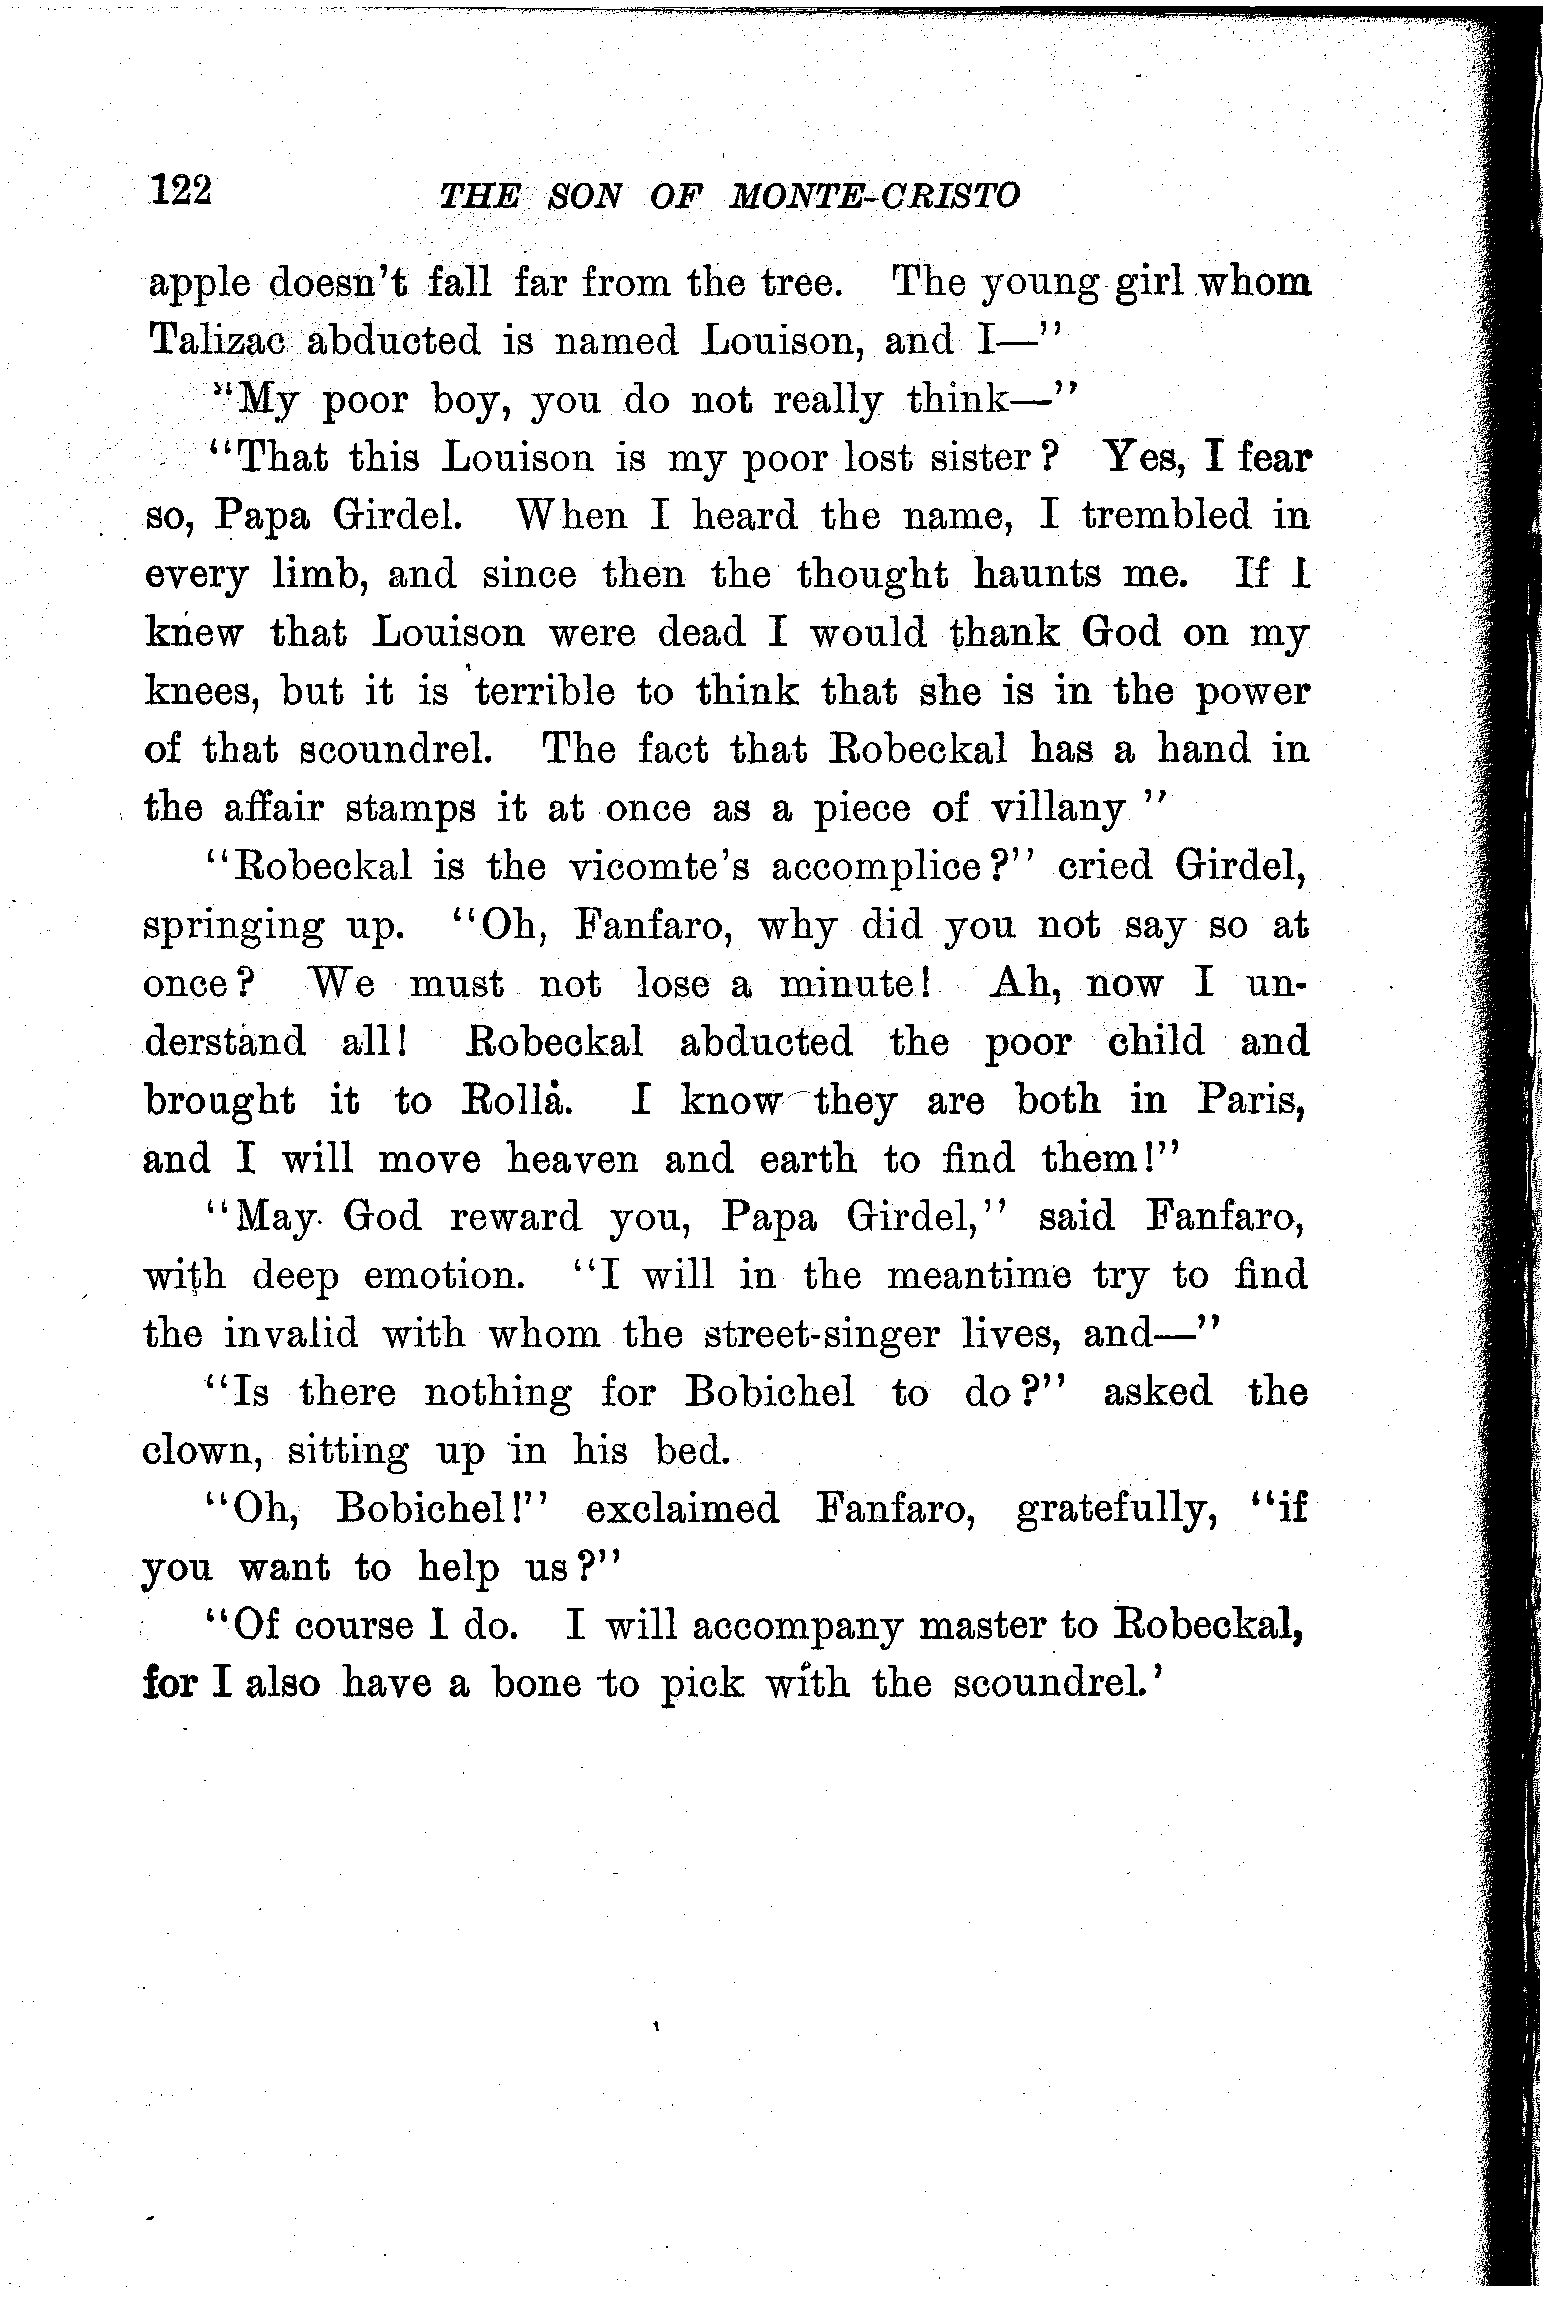 122 THE SON OF MONTE-CRISTO
apple doesn't fall far from the tree. The young girl whom
Talizac abducted is named Louison, and I—"
"My poor boy, you do not really think—"
"That this Louison is my poor lost sister? Yes, I fear
so, Papa Girdel. When I heard the name, I trembled in
every limb, and since then the thought haunts me. If I
knew that Louison were dead I would thank God on my
knees, but it is terrible to think that she is in the power
of that scoundrel. The fact that Robeckal has a hand in
the affair stamps it at once as a piece of villany "
"Robeckal is the vicomte's accomplice?" cried Girdel,
springing up. "Oh, Fanfaro, why did you not say so at
once? We must not lose a minute! Ah, now I un-
derstand all! Robeckal abducted the poor child and
brought it to Rolla. I know they are both in Paris,
and I will move heaven and earth to find them!"
"May God reward you, Papa Girdel," said Fanfaro,
with deep emotion. "I will in the meantime try to find
the invalid with whom the street-singer lives, and—"
"Is there nothing for Bobichel to do?" asked the
clown, sitting up in his bed.
"Oh, Bobichel!" exclaimed Fanfaro, gratefully, "if
you want to help us?"
"Of course I do. I will accompany master to Robeckal,
for I also have a bone to pick with the scoundrel.'